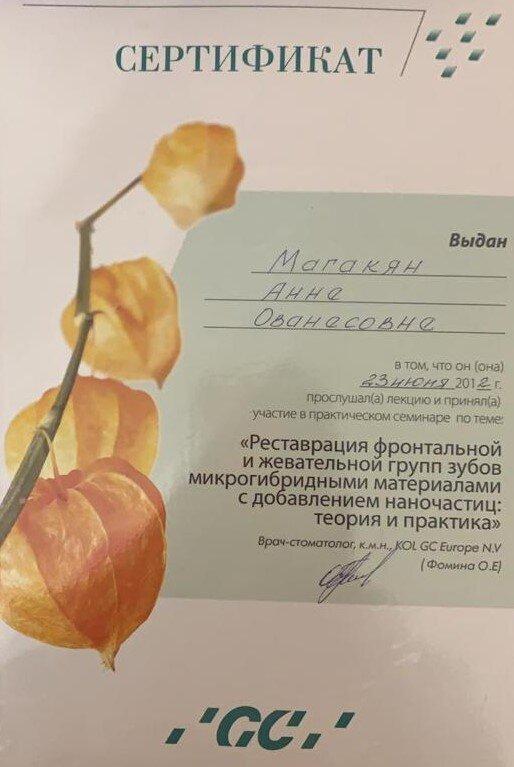 СЕРТИФИКАТ
Выдан
Магакян
Анне
Ованесовне
в том, что он (она)
23 июня 2012 г.
прослушал(а) лекцию и принял(а)
участие в практическом семинаре по теме:
«Реставрация фронтальной
и жевательной групп зубов
микрогибридными материалами
с добавлением наночастиц:
теория и практика»
Врач-стоматолог, к.м.н., KOL GC Europe N.V
(Фомина О.Е)
GC